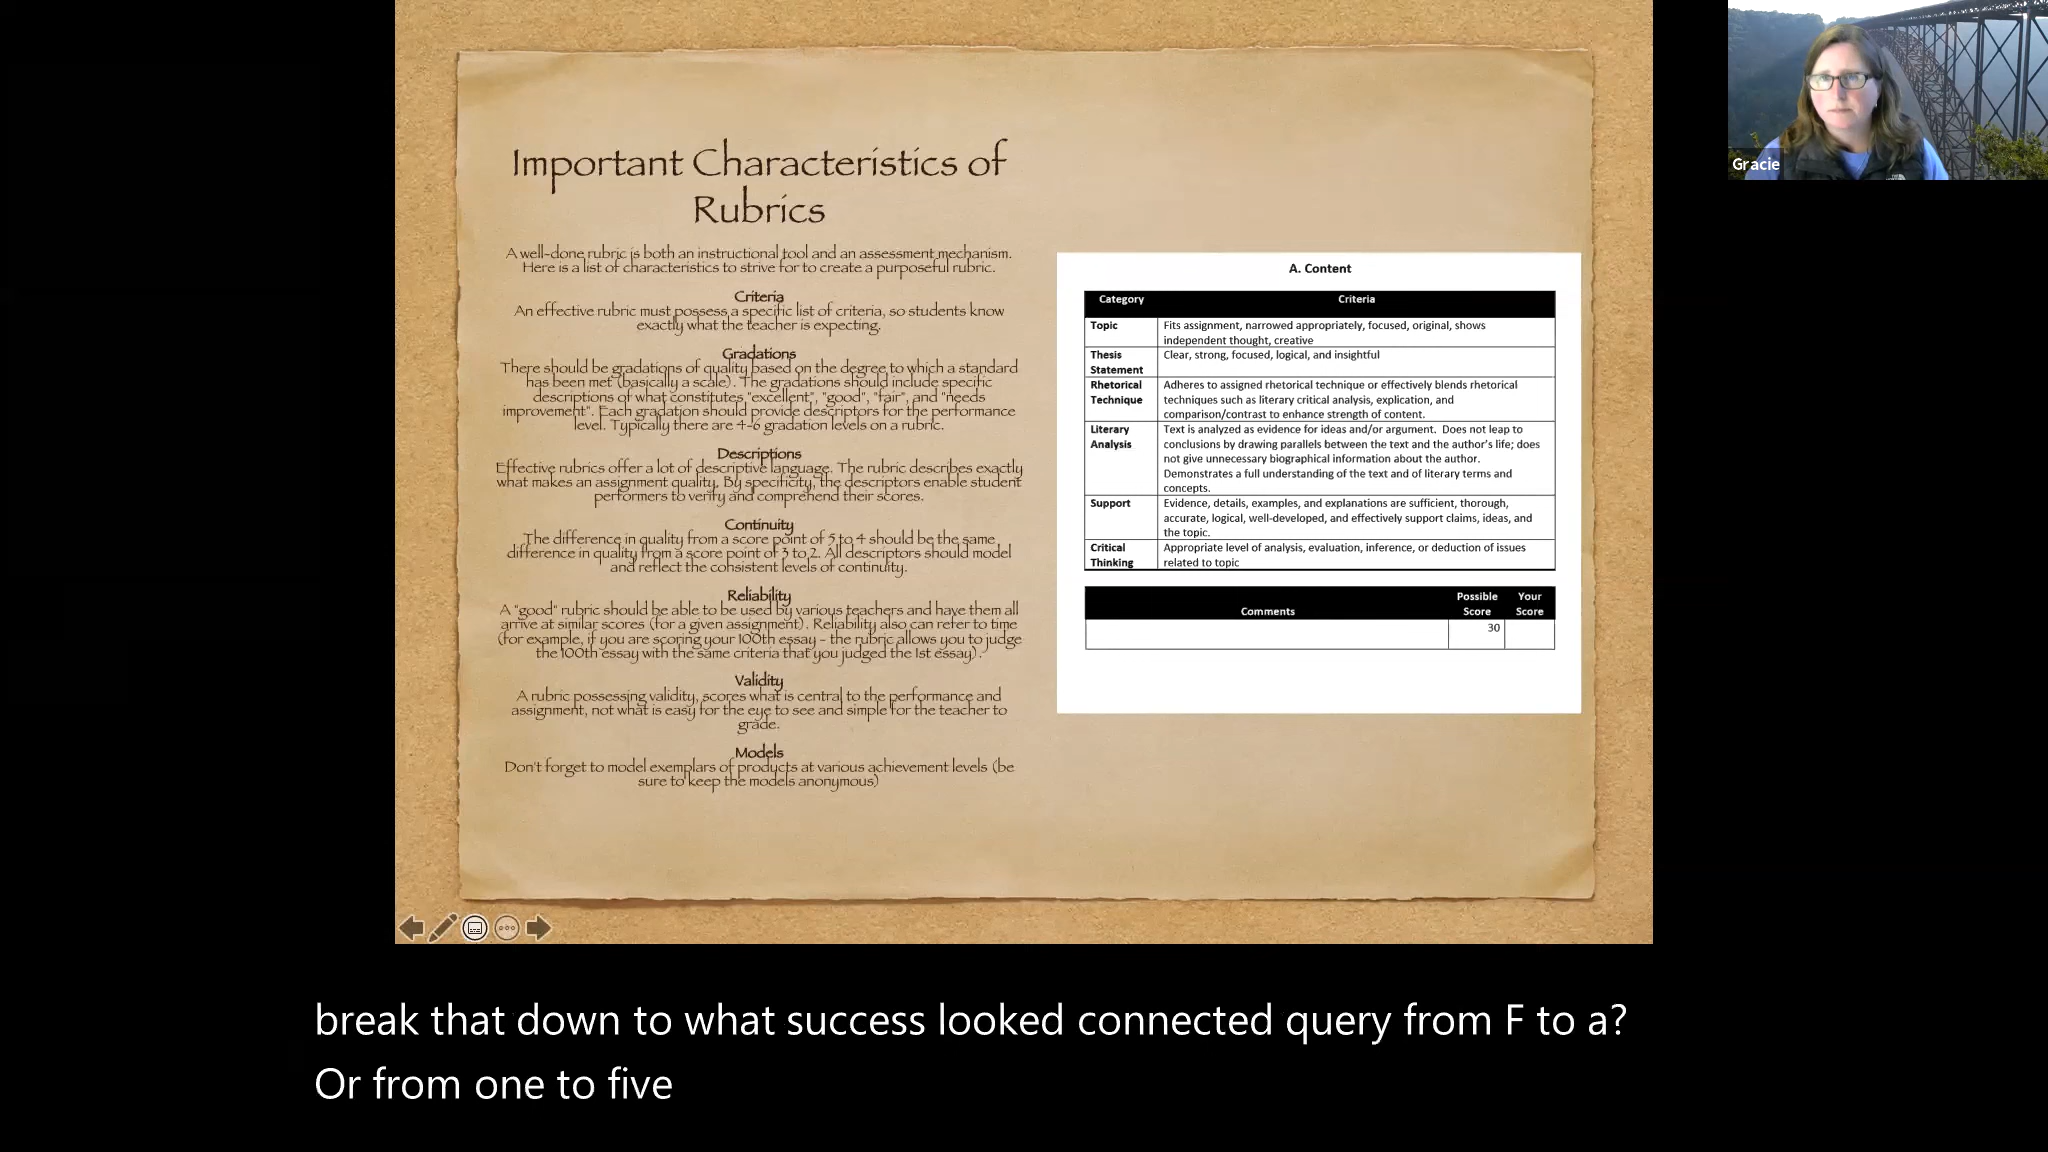 Important Characteristics of
Rubrics
A well-done rubric is both an instructional tool and an assessment mechanism.
Here is a list of characteristics to strive for to create a purposeful rubric.
Criteria
An effective rubric must possess a specific list of criteria, so students know
exactly what the teacher is expecting.
Gradations
There should be gradations of quality based on the degree to which a standard
has been met (basically a scale). The gradations should include specific
descriptions of what constitutes "excellent", "good", "fair", and "needs
improvement". Each gradation should provide descriptors for the performance
level. Typically there are 4-6 gradation levels on a rubric.
Descriptions
Effective rubrics offer a lot of descriptive language. The rubric describes exactly
what makes an assignment quality. By specificity, the descriptors enable student
performers to verify and comprehend their scores.
Continuity
The difference in quality from a score point of 5 to 4 should be the same
difference in quality from a score point of 3 to 2. All descriptors should model
and reflect the consistent levels of continuity.
Reliability
A "good" rubric should be able to be used by various teachers and have them all
arrive at similar scores (for a given assignment). Reliability also can refer to time
(for example, if you are scoring your 100th essay - the rubric allows you to judge
the 100th essay with the same criteria that you judged the 1st essay).
Validity
A rubric possessing validity, scores what is central to the performance and
assignment, not what is easy for the eye to see and simple for the teacher to
grade.
Models
Don't forget to model exemplars of products at various achievement levels (be
sure to keep the models anonymous)
A. Content
Category Criteria
Topic Fits assignment, narrowed appropriately, focused, original, shows
independent thought, creative
Thesis Clear, strong, focused, logical, and insightful
Statement
Rhetorical Adheres to assigned rhetorical technique or effectively blends rhetorical
Technique techniques such as literary critical analysis, explication, and
comparison/contrast to enhance strength of content.
Literary Text is analyzed as evidence for ideas and/or argument. Does not leap to
Analysis conclusions by drawing parallels between the text and the author's life; does
not give unnecessary biographical information about the author.
Demonstrates a full understanding of the text and of literary terms and
concepts.
Support Evidence, details, examples, and explanations are sufficient, thorough,
accurate, logical, well-developed, and effectively support claims, ideas, and
the topic.
Critical Appropriate level of analysis, evaluation, inference, or deduction of issues
Thinking related to topic
Possible Your
Comments Score Score
30
Gracie
break that down to what success looked connected query from F to a?
Or from one to five